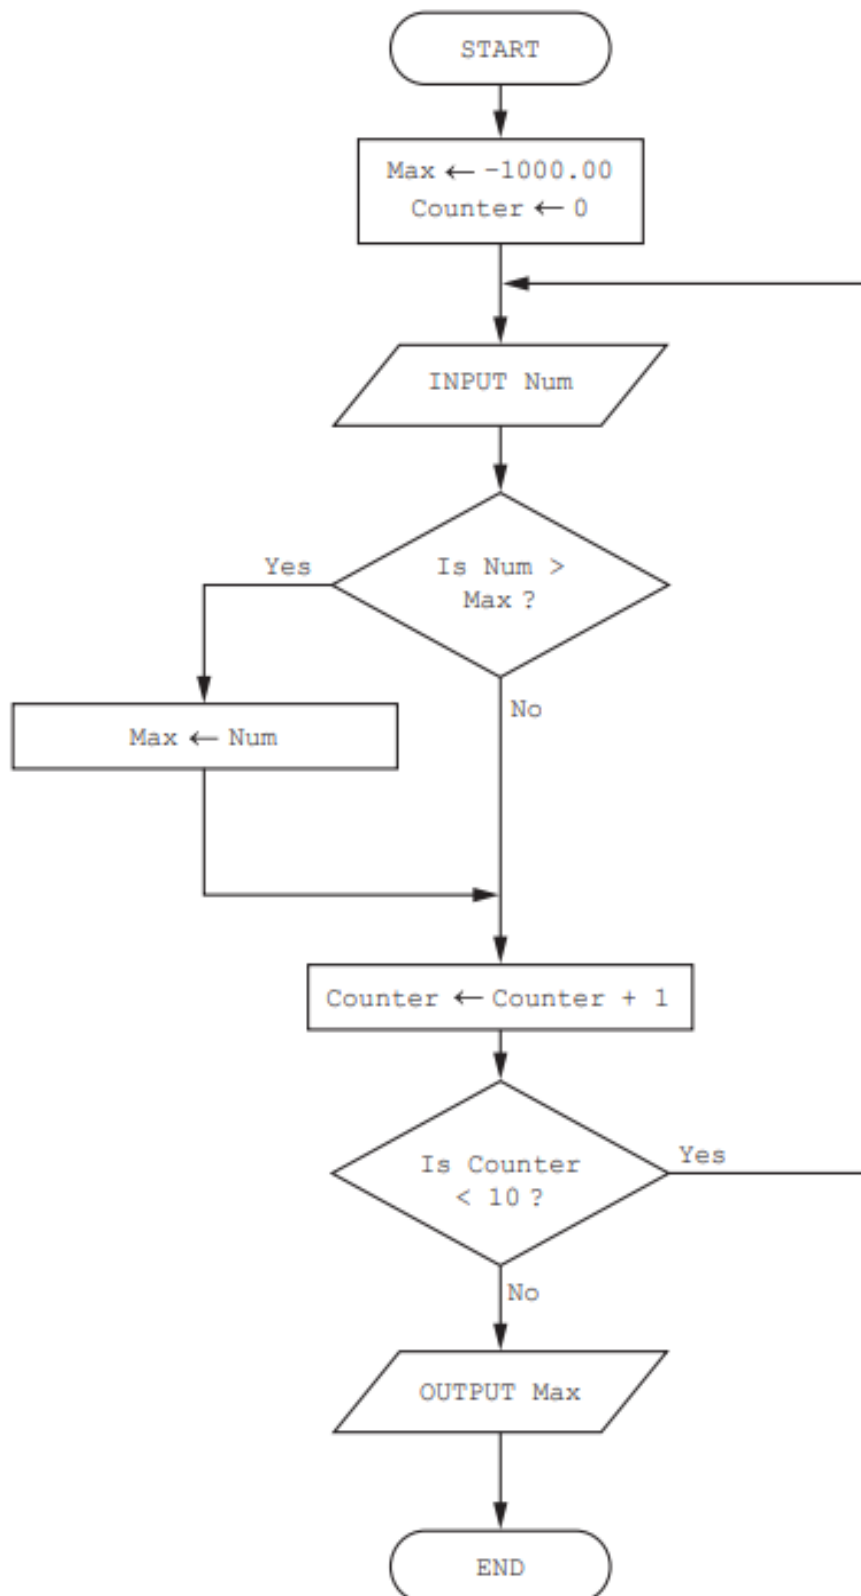 START
Max ← -1000.00
Counter ← 0
INPUT Num
Is Num >
Max ?
Yes
No
Max ← Num
Counter ← Counter + 1
Is Counter
< 10 ?
Yes
No
OUTPUT Max
END